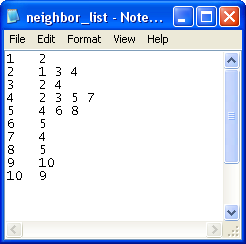 neighbor_list - Note...
File Edit Format View Help
1 2
2 1 3 4
3 2 4
4 2 3 5 7
5 4 6 8
6 5
7 4
8 5
9 10
10 9